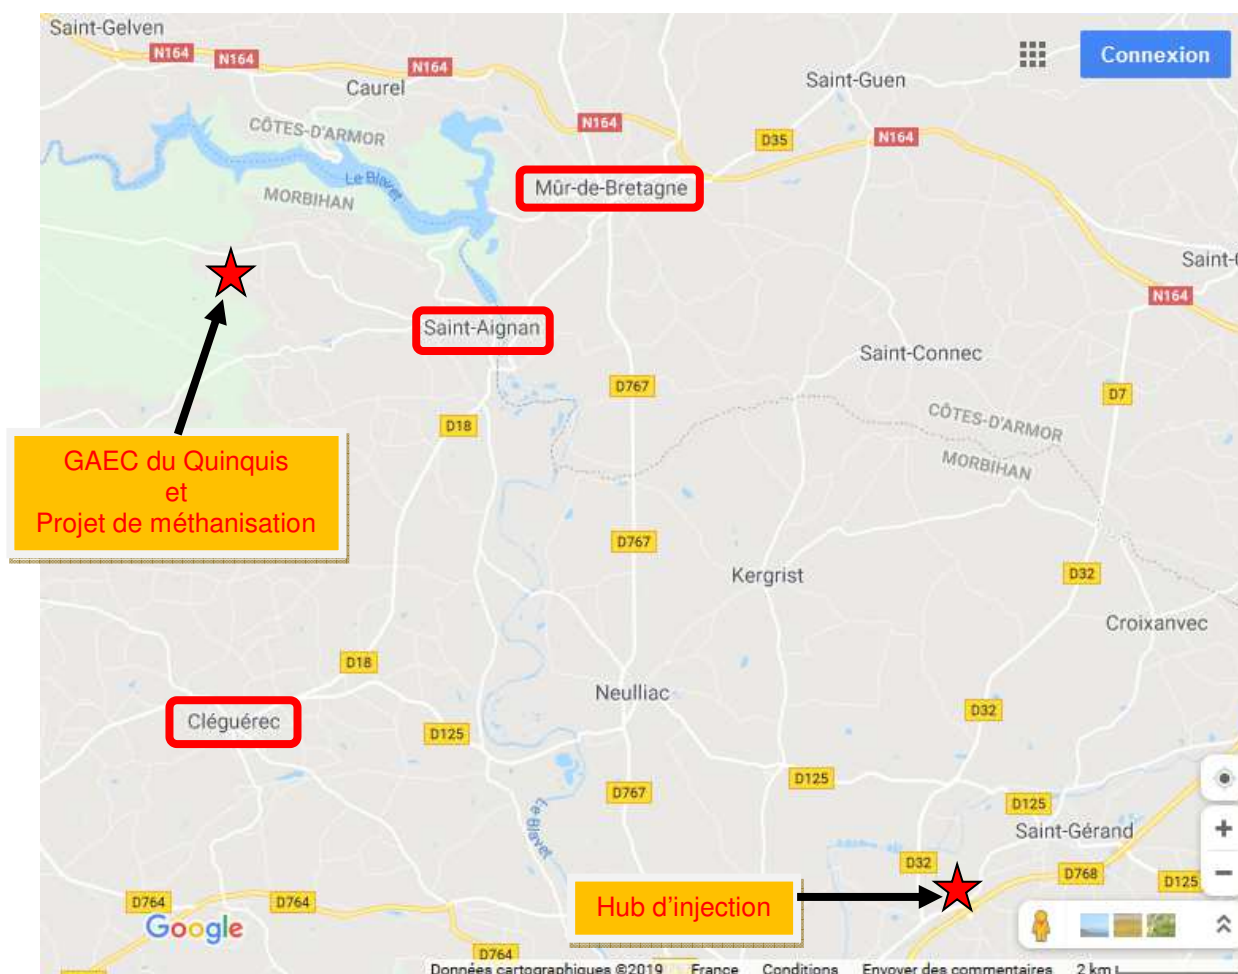 Saint-Gelven
N164
N164
N164
Caurel
Saint-Guen
Connexion
CÔTES-D'ARMOR
N164
D35
N164
Le Blavet
MORBIHAN
Mûr-de-Bretagne
Saint-
N164
Saint-Aignan
Saint-Connec
D767
D7
D18
CÔTES-D'ARMOR
MORBIHAN
GAEC du Quinquis
et
Projet de méthanisation
D767
Kergrist
D32
Croixanvec
D18
Neulliac
Cléguérec
D32
D125
D125
D767
D125
Le Blavet
Saint-Gérand
D32
D768
D125
Hub d'injection
D764
D764
Google
D764
Données cartographiques ©2019 France Conditions Envoyer des commentaires 2 km